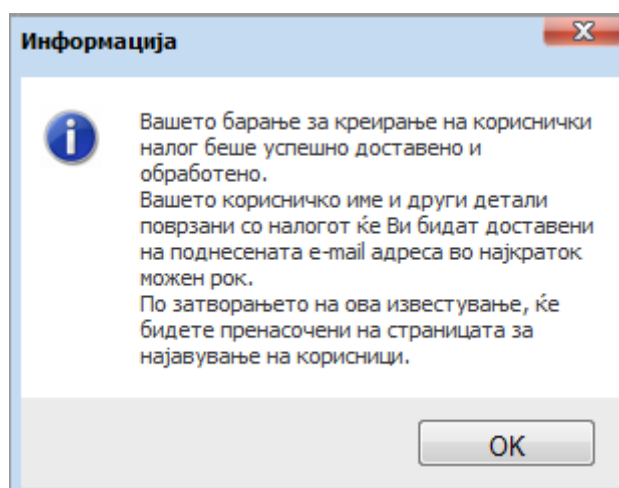 Информација
Вашето барање за креирање на кориснички
налог беше успешно доставено и
обработено.
Вашето корисничко име и други детали
поврзани со налогот ќе Ви бидат доставени
на поднесената e-mail адреса во најкраток
можен рок.
По затворањето на ова известување, ќе
бидете пренасочени на страницата за
најавување на корисници.
OK